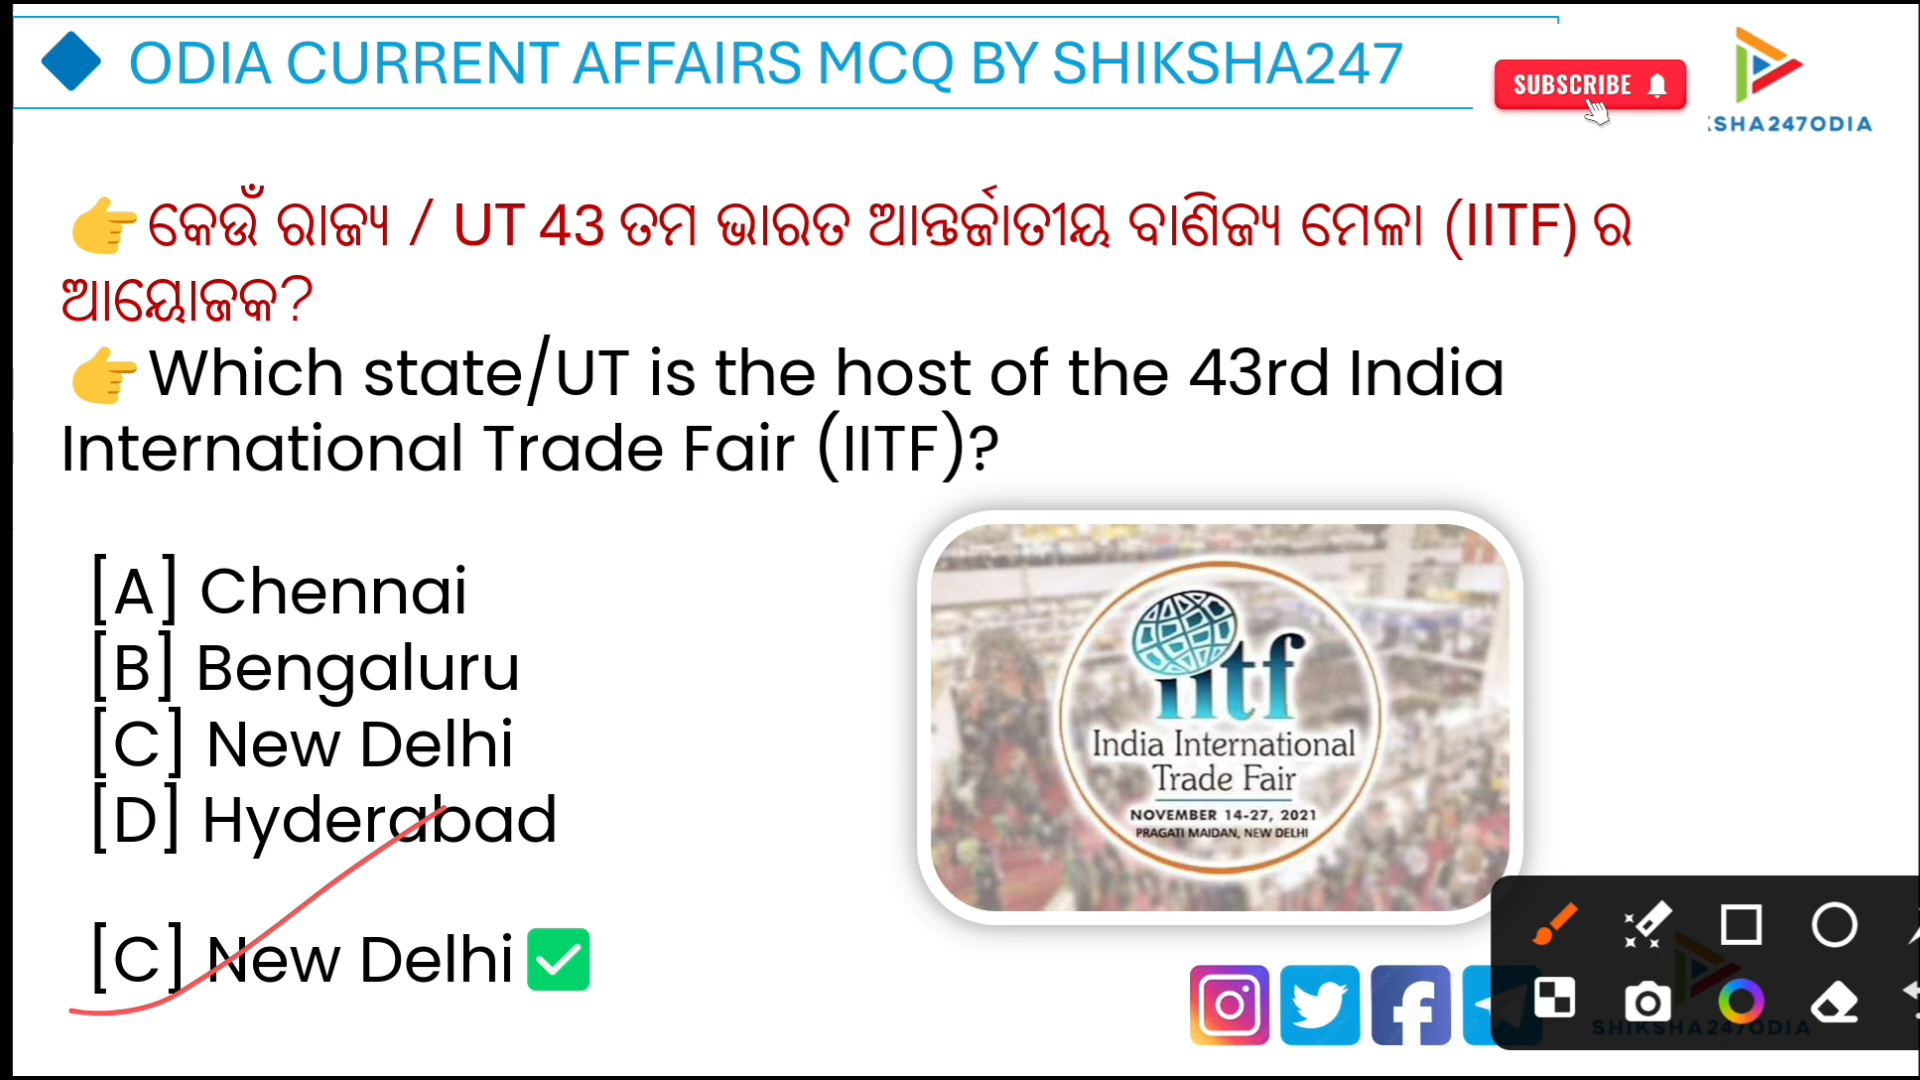 ODIA CURRENT AFFAIRS MCQ BY SHIKSHA247
SUBSCRIBE
SHA247ODIA
କେଉଁ ରାଜ୍ୟ / UT 43 ତମ ଭାରତ ଆନ୍ତର୍ଜାତୀୟ ବାଣିଜ୍ୟ ମେଳା (IITF) ର
ଆୟୋଜକ?
Which state/UT is the host of the 43rd India
International Trade Fair (IITF)?
[A] Chennai
[B] Bengaluru
[C] New Delhi
[D] Hyderabad
[C] New Delhi
iitf
India International
Trade Fair
NOVEMBER 14-27, 2021
PRAGATI MAIDAN, NEW DELHI
SHIKSHA247ODIA